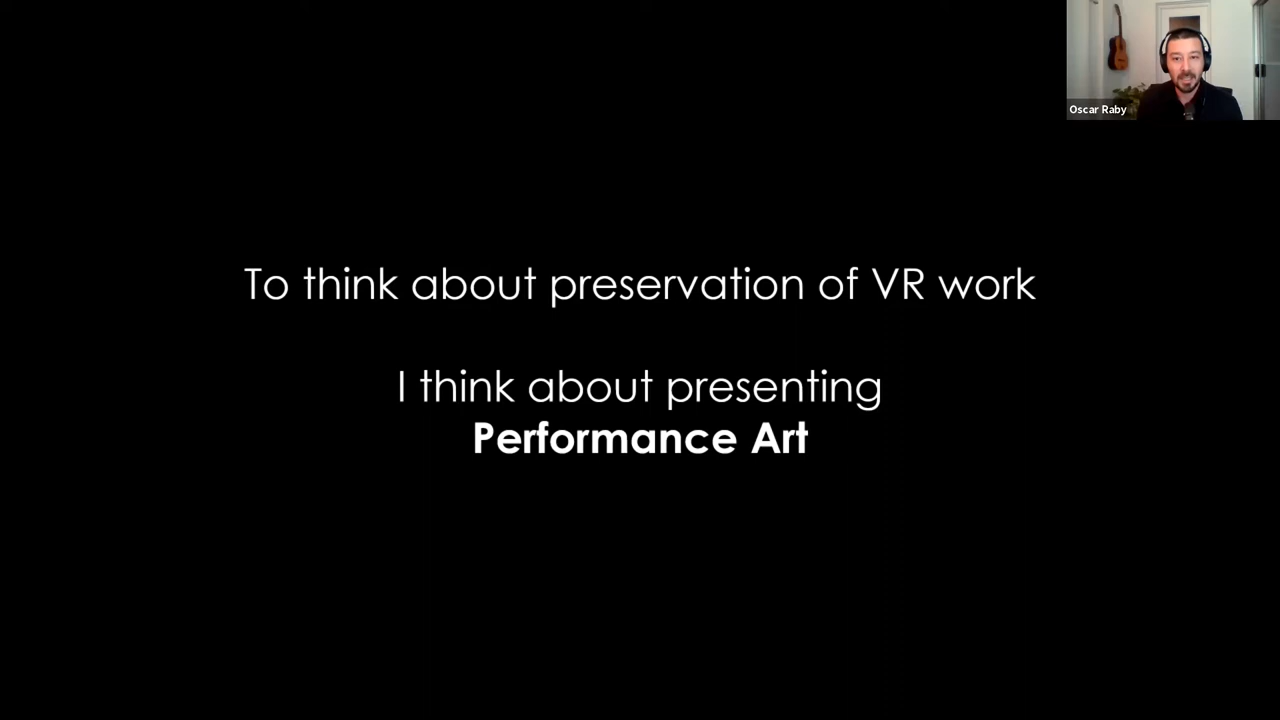 Oscar Raby
To think about preservation of VR work
I think about presenting
Performance Art